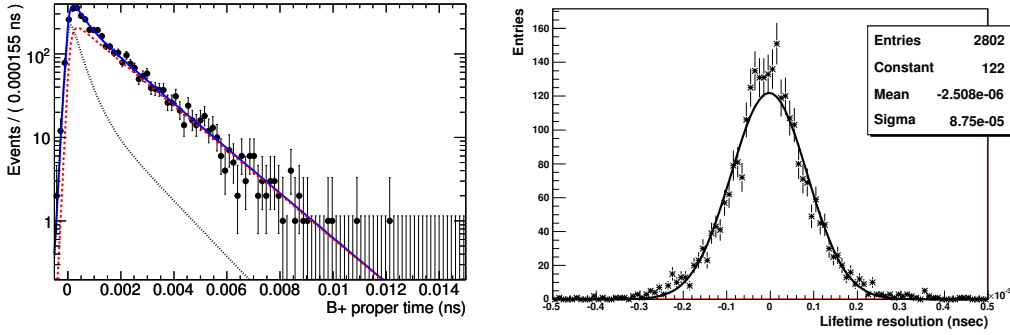 10²
10
1
Events / ( 0.000155 ns )
0 0.002 0.004 0.006 0.008 0.01 0.012 0.014
B+ proper time (ns)
Entries
160
140
120
100
80
60
40
20
0
-0.5 -0.4 -0.3 -0.2 -0.1 0 0.1 0.2 0.3 0.4 0.5
×10⁻³
Lifetime resolution (nsec)
Entries 2802
Constant 122
Mean -2.508e-06
Sigma 8.75e-05